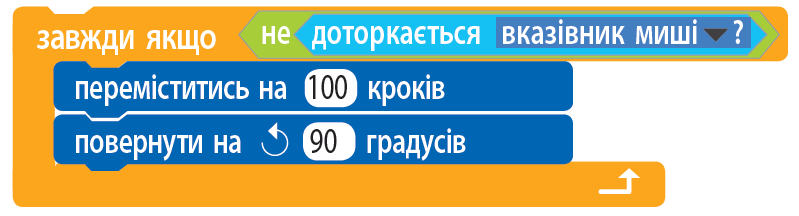 завжди якщо не доторкається вказівник миші ?
переміститись на 100 кроків
повернути на 90 градусів